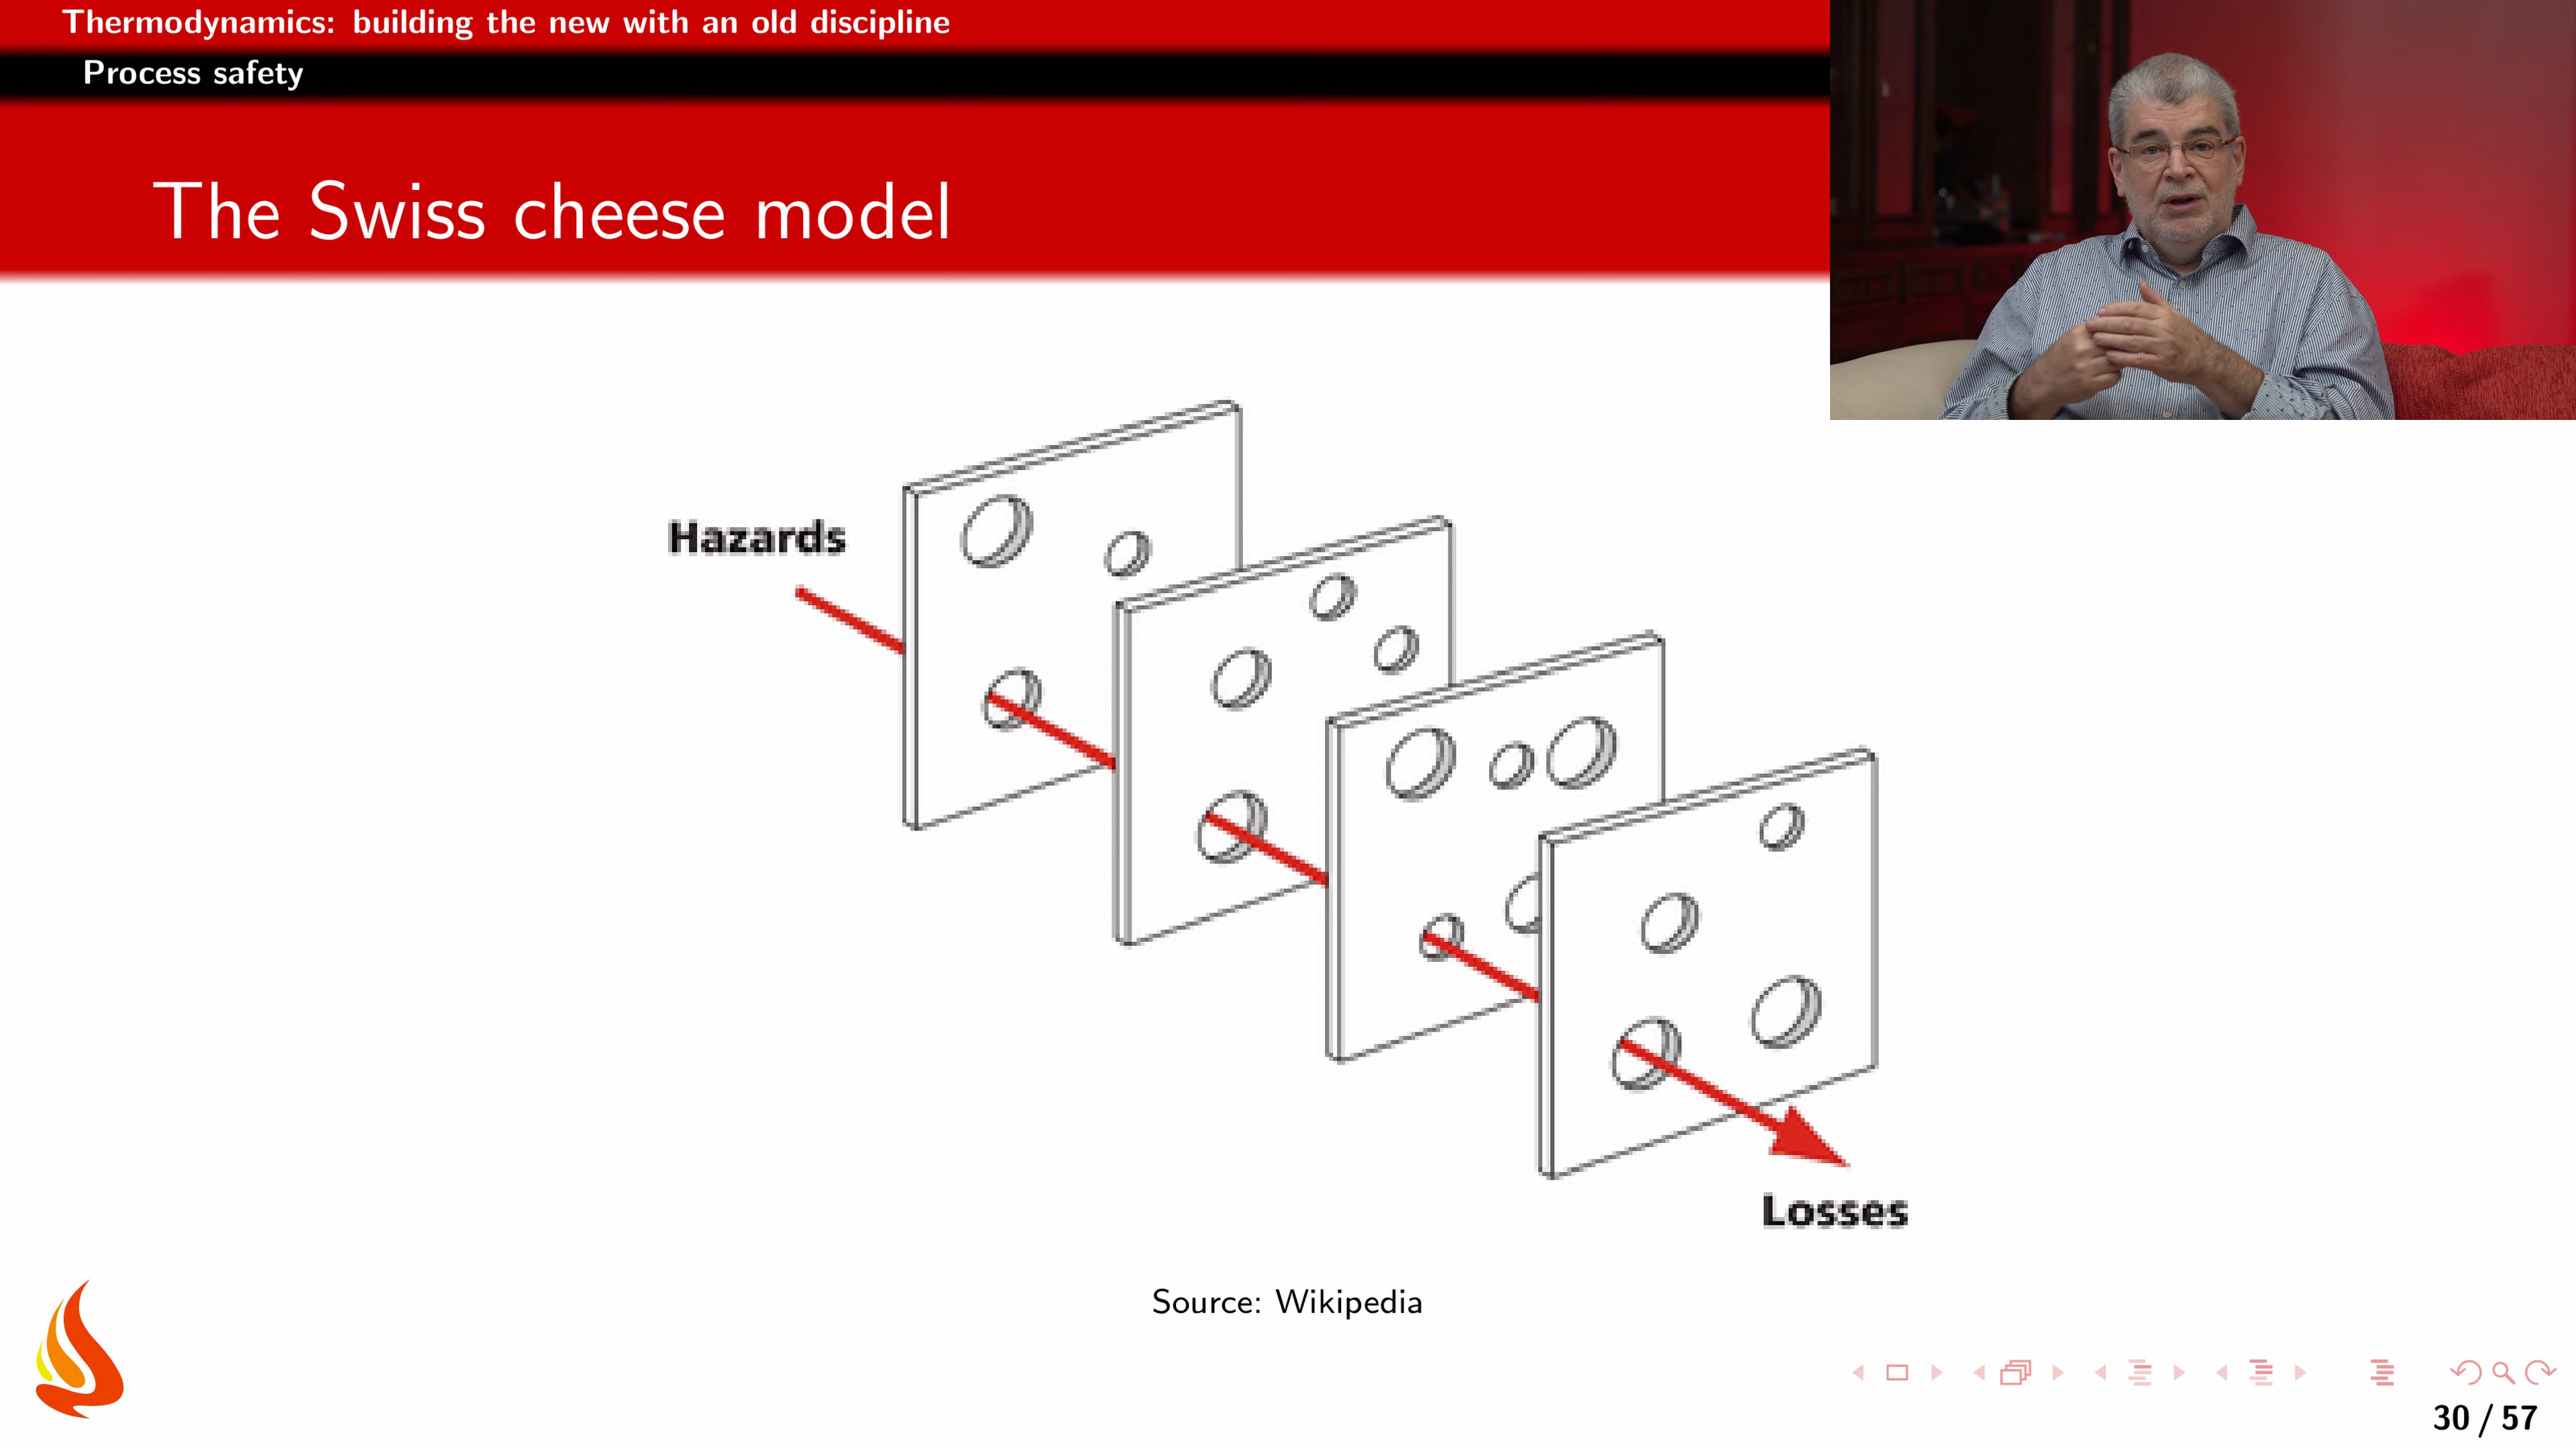 Thermodynamics: building the new with an old discipline
Process safety
The Swiss cheese model
Hazards
Losses
Source: Wikipedia
30 / 57